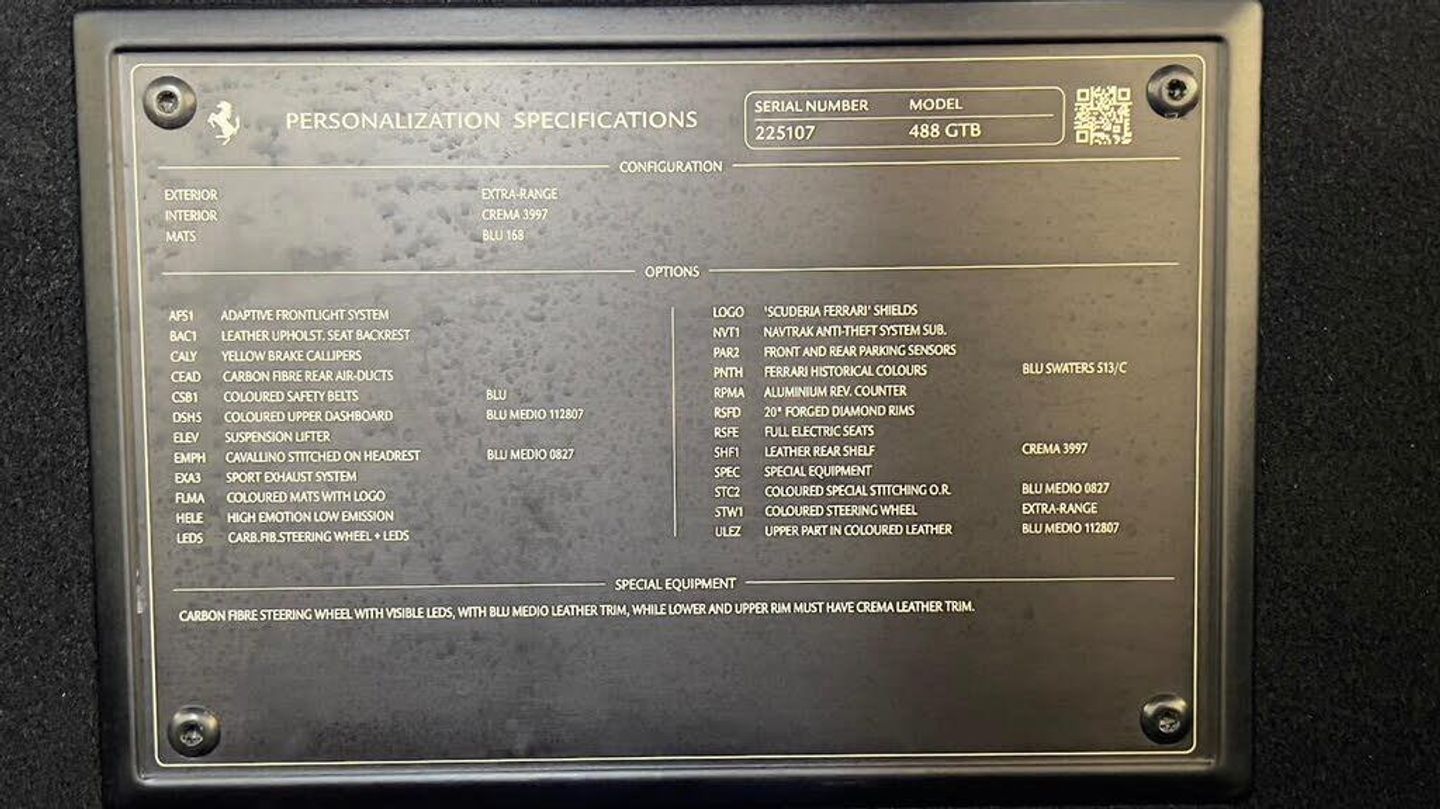 PERSONALIZATION SPECIFICATIONS
SERIAL NUMBER MODEL
225107 488 GTB
CONFIGURATION
EXTERIOR EXTRA-RANGE
INTERIOR CREMA 3997
MATS BLU 168
OPTIONS
AFS1 ADAPTIVE FRONTLIGHT SYSTEM
BAC1 LEATHER UPHOLST. SEAT BACKREST
CALY YELLOW BRAKE CALLIPERS
CEAD CARBON FIBRE REAR AIR-DUCTS
CSB1 COLOURED SAFETY BELTS BLU
DSH5 COLOURED UPPER DASHBOARD BLU MEDIO 112807
ELEV SUSPENSION LIFTER
EMPH CAVALLINO STITCHED ON HEADREST BLU MEDIO 0827
EXA3 SPORT EXHAUST SYSTEM
FLMA COLOURED MATS WITH LOGO
HELE HIGH EMOTION LOW EMISSION
LEDS CARB.FIB.STEERING WHEEL + LEDS
LOGO 'SCUDERIA FERRARI' SHIELDS
NVT1 NAVTRAK ANTI-THEFT SYSTEM SUB.
PAR2 FRONT AND REAR PARKING SENSORS
PNTH FERRARI HISTORICAL COLOURS BLU SWATERS 513/C
RPMA ALUMINIUM REV. COUNTER
RSFD 20" FORGED DIAMOND RIMS
RSFE FULL ELECTRIC SEATS
SHF1 LEATHER REAR SHELF CREMA 3997
SPEC SPECIAL EQUIPMENT
STC2 COLOURED SPECIAL STITCHING O.R. BLU MEDIO 0827
STW1 COLOURED STEERING WHEEL EXTRA-RANGE
ULEZ UPPER PART IN COLOURED LEATHER BLU MEDIO 112807
SPECIAL EQUIPMENT
CARBON FIBRE STEERING WHEEL WITH VISIBLE LEDS, WITH BLU MEDIO LEATHER TRIM, WHILE LOWER AND UPPER RIM MUST HAVE CREMA LEATHER TRIM.